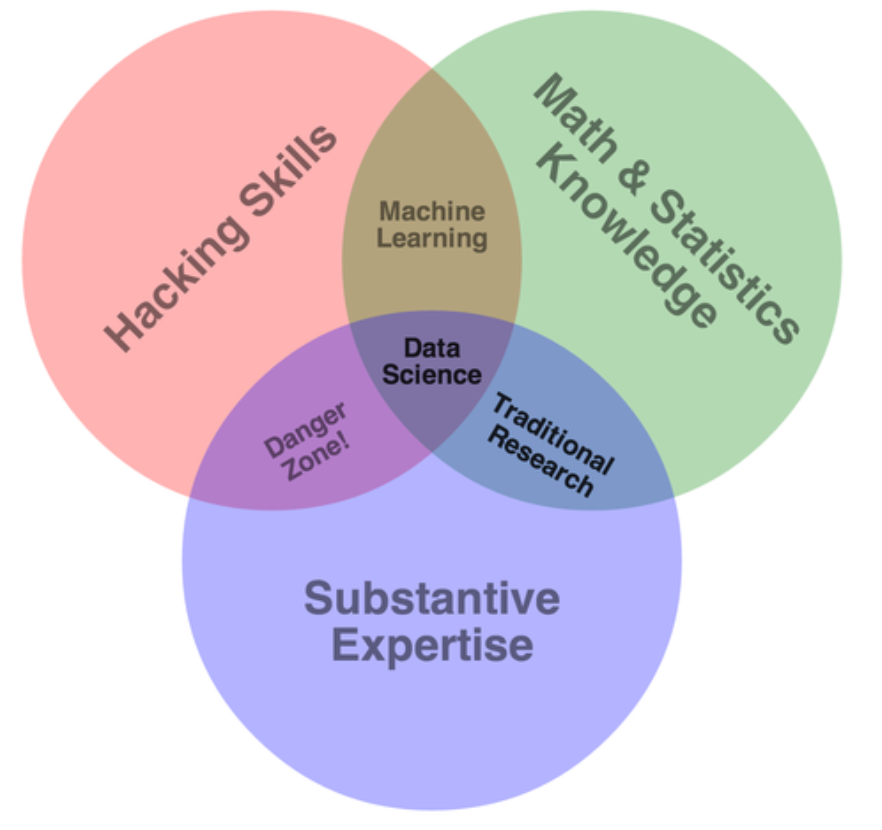 Hacking Skills
Math & Statistics
Knowledge
Machine
Learning
Data
Science
Danger
Zone!
Traditional
Research
Substantive
Expertise